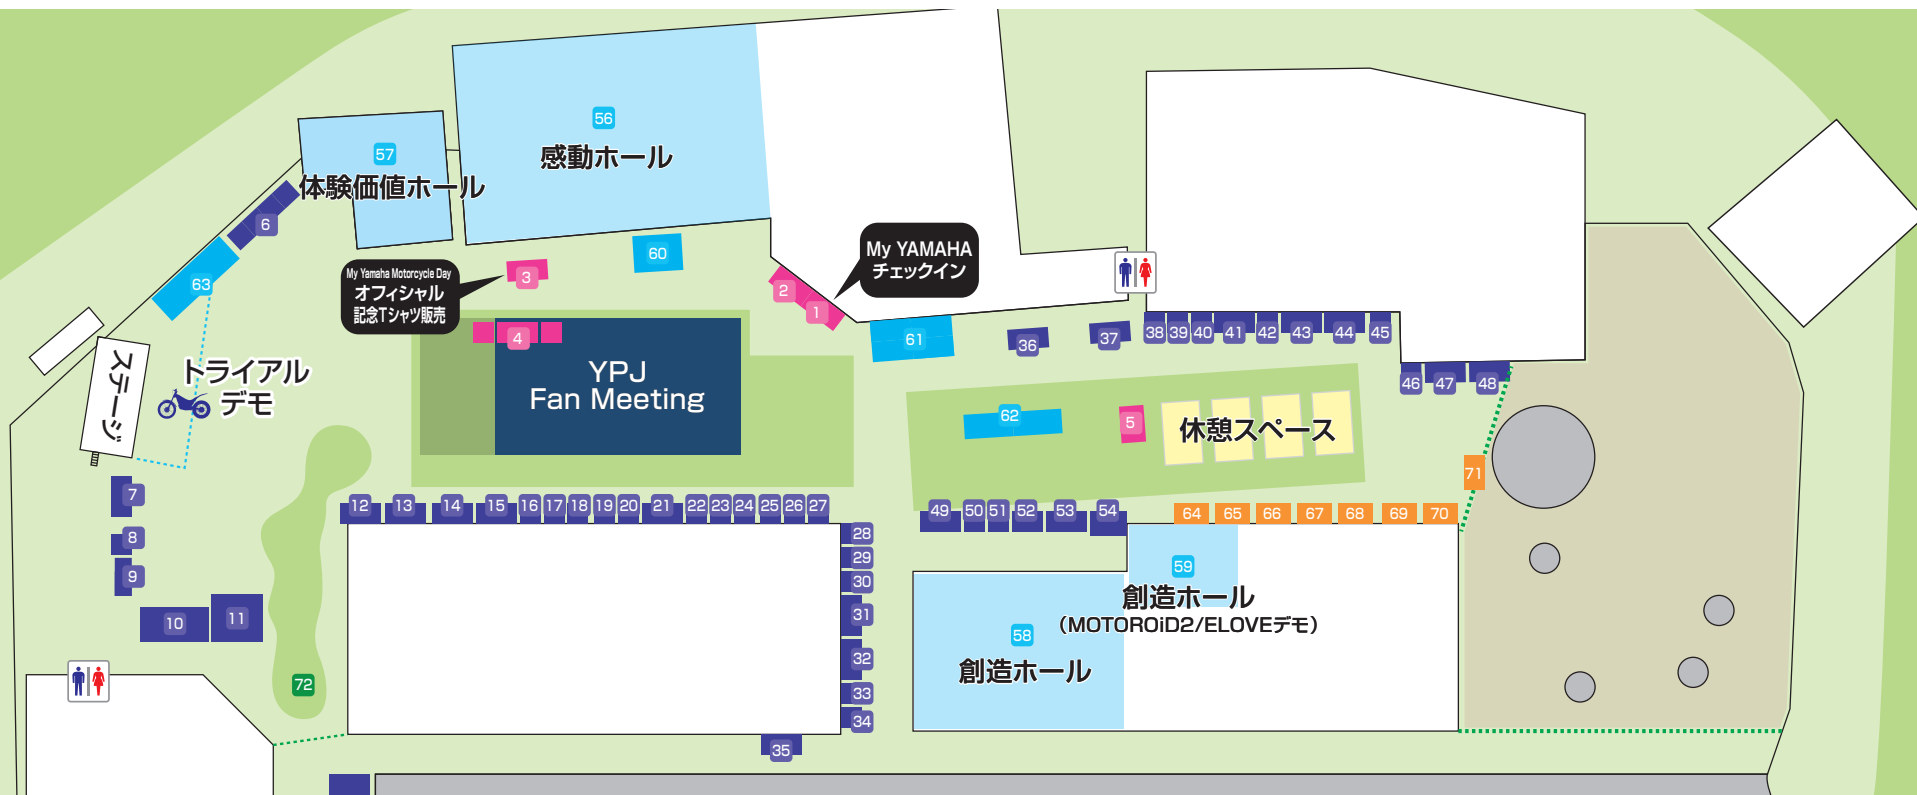 56
感動ホール
57
体験価値ホール
6
63
60
3
My Yamaha Motorcycle Day
オフィシャル
記念Tシャツ販売
My YAMAHA
チェックイン
2
1
4
YPJ
Fan Meeting
61
36
37
38 39 40 41 42 43 44 45
46 47 48
ステージ
トライアル
デモ
62
5
休憩スペース
71
7
8
9
10
11
12 13 14 15 16 17 18 19 20 21 22 23 24 25 26 27
28
29
30
31
32
33
34
35
49 50 51 52 53 54
64 65 66 67 68 69 70
59
創造ホール
(MOTOROiD2/ELOVEデモ)
58
創造ホール
72